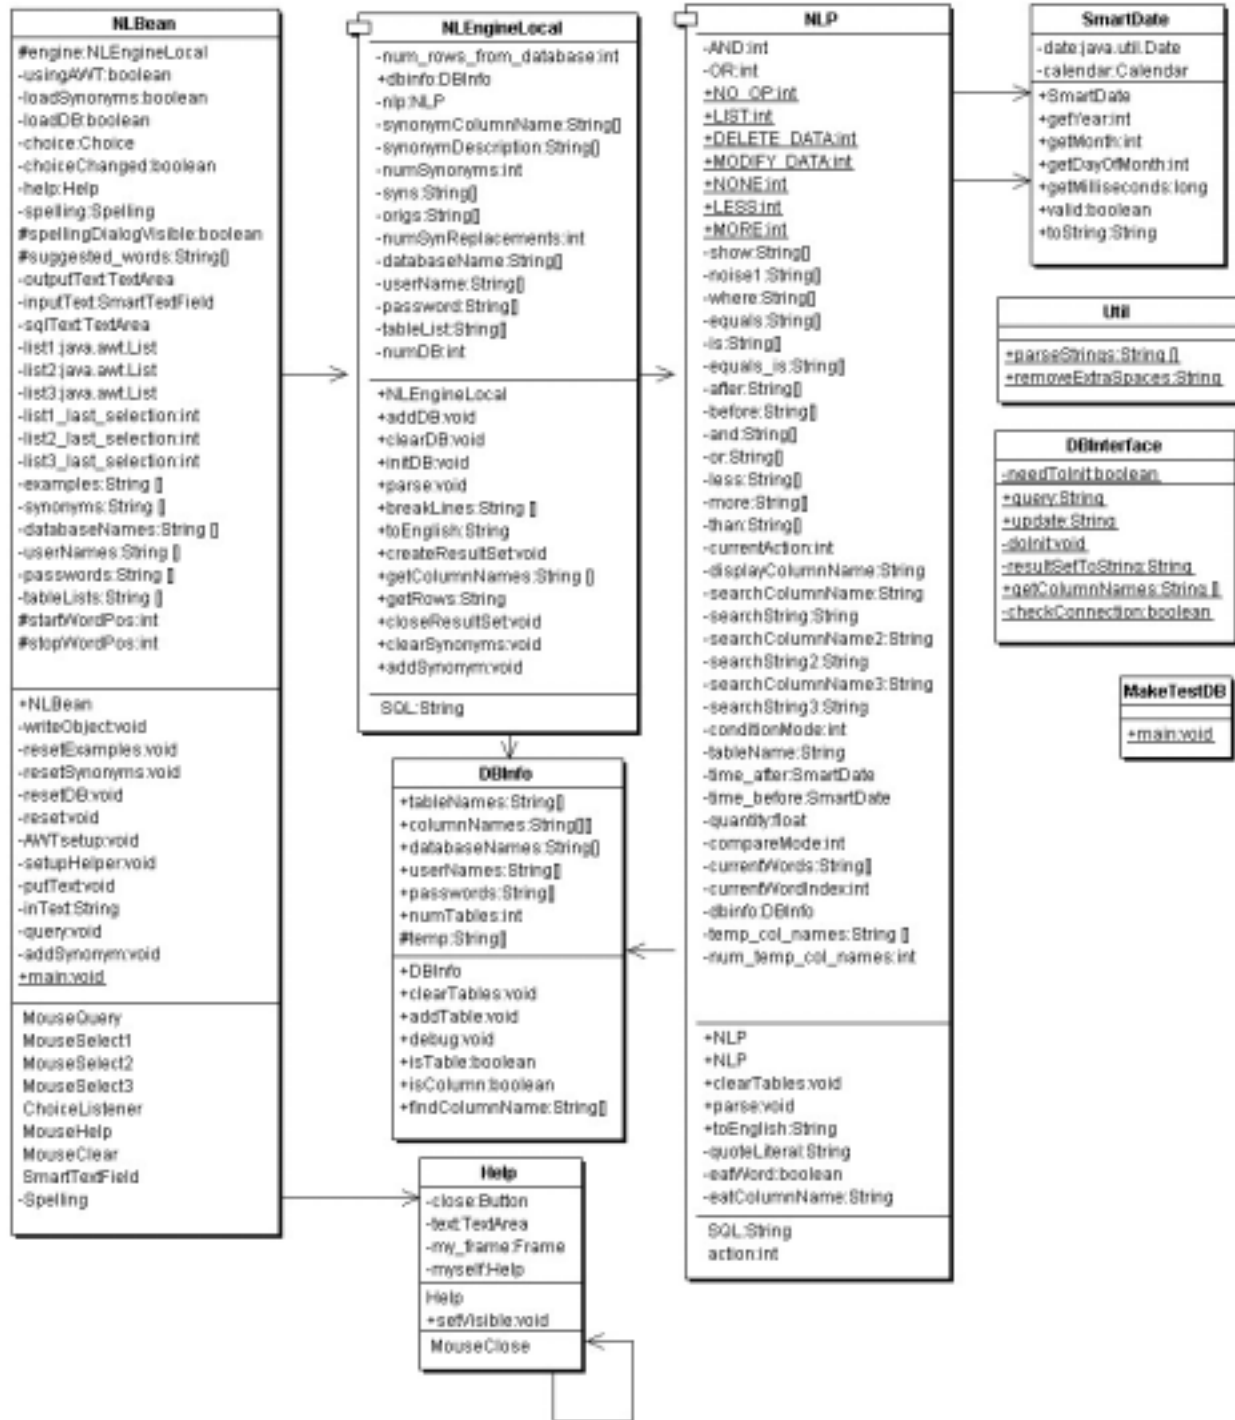 NLBean
#engine:NLEngineLocal
-usingAWT:boolean
-loadSynonyms:boolean
-loadDB:boolean
-choice:Choice
-choiceChanged:boolean
-help:Help
-spelling:Spelling
#spellingDialogVisible:boolean
#suggested_words:String[]
-outputText:TextArea
-inputText:SmartTextField
-sqlText:TextArea
-list1:java.awt.List
-list2:java.awt.List
-list3:java.awt.List
-list1_last_selection:int
-list2_last_selection:int
-list3_last_selection:int
-examples:String []
-synonyms:String []
-databaseNames:String []
-userNames:String []
-passwords:String []
-tableLists:String []
#startWordPos:int
#stopWordPos:int
+NLBean
-writeObject:void
-resetExamples:void
-resetSynonyms:void
-resetDB:void
-reset:void
-AWTsetup:void
-setupHelper:void
-putText:void
-inText:String
-query:void
-addSynonym:void
+main:void
MouseQuery
MouseSelect1
MouseSelect2
MouseSelect3
ChoiceListener
MouseHelp
MouseClear
SmartTextField
-Spelling
NLEngineLocal
-num_rows_from_database:int
+dbinfo:DBInfo
-nlp:NLP
-synonymColumnName:String[]
-synonymDescription:String[]
-numSynonyms:int
-syns:String[]
-origs:String[]
-numSynReplacements:int
-databaseName:String[]
-userName:String[]
-password:String[]
-tableList:String[]
-numDB:int
+NLEngineLocal
+addDB:void
+clearDB:void
+initDB:void
+parse:void
+breakLines:String []
+toEnglish:String
+createResultSet:void
+getColumnNames:String []
+getRows:String
+closeResultSet:void
+clearSynonyms:void
+addSynonym:void
SQL:String
DBInfo
+tableNames:String[]
+columnNames:String[][]
+databaseNames:String[]
+userNames:String[]
+passwords:String[]
+numTables:int
#temp:String[]
+DBInfo
+clearTables:void
+addTable:void
+debug:void
+isTable:boolean
+isColumn:boolean
+findColumnName:String[]
Help
-close:Button
-text:TextArea
-my_frame:Frame
-myself:Help
Help
+setVisible:void
MouseClose
NLP
-AND:int
-OR:int
+NO_OP:int
+LIST:int
+DELETE_DATA:int
+MODIFY_DATA:int
+NONE:int
+LESS:int
+MORE:int
-show:String[]
-noise1:String[]
-where:String[]
-equals:String[]
-is:String[]
-equals_is:String[]
-after:String[]
-before:String[]
-and:String[]
-or:String[]
-less:String[]
-more:String[]
-than:String[]
-currentAction:int
-displayColumnName:String
-searchColumnName:String
-searchString:String
-searchColumnName2:String
-searchString2:String
-searchColumnName3:String
-searchString3:String
-conditionMode:int
-tableName:String
-time_after:SmartDate
-time_before:SmartDate
-quantity:float
-compareMode:int
-currentWords:String[]
-currentWordIndex:int
-dbinfo:DBInfo
-temp_col_names:String []
-num_temp_col_names:int
+NLP
+NLP
+clearTables:void
+parse:void
+toEnglish:String
-quoteLiteral:String
-eatWord:boolean
-eatColumnName:String
SQL:String
action:int
SmartDate
-date:java.util.Date
-calendar:Calendar
+SmartDate
+getYear:int
+getMonth:int
+getDayOfMonth:int
+getMilliseconds:long
+valid:boolean
+toString:String
Util
+parseStrings:String []
+removeExtraSpaces:String
DBInterface
-needToInit:boolean
+query:String
+update:String
-doInit:void
-resultSetToString:String
+getColumnNames:String []
-checkConnection:boolean
MakeTestDB
+main:void